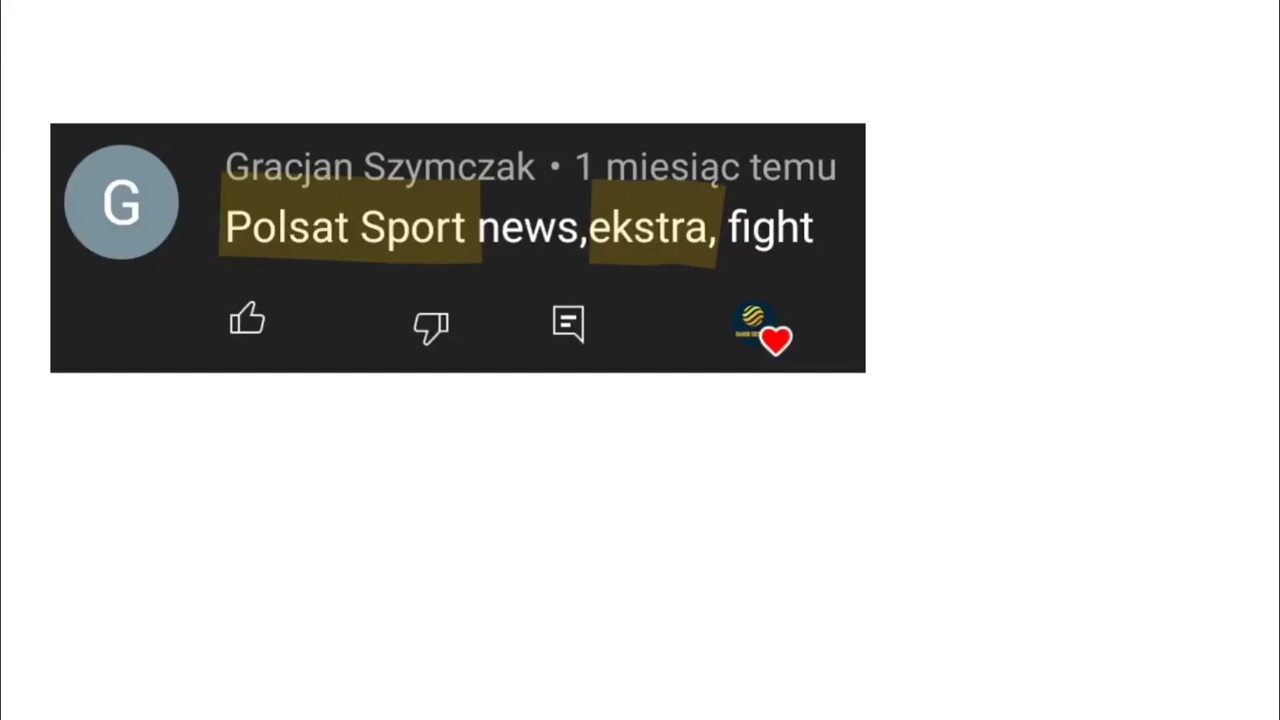 G
Gracjan Szymczak • 1 miesiąc temu
Polsat Sport news,ekstra, fight